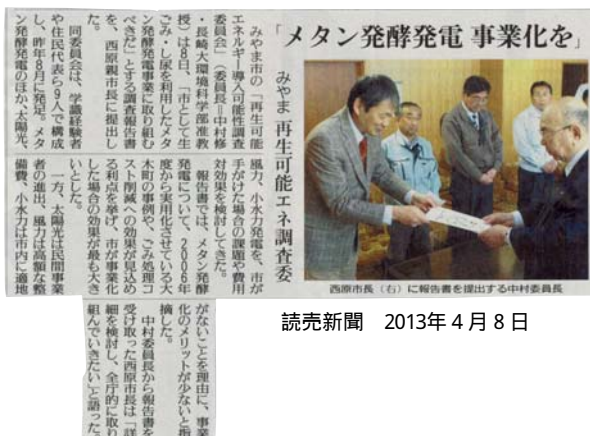 「メタン発酵発電 事業化を」
みやま 再生可能エネ調査委
みやま市の「再生可能
エネルギー導入可能性調査
委員会」（委員長＝中村修
・長崎大環境科学部准教
授）は8日、「市として生
ごみ・し尿を利用したメタ
ン発酵発電事業に取り組む
べきだ」とする調査報告書
を、西原親市長に提出し
た。
同委員会は、学識経験者
や住民代表ら9人で構成
し、昨年8月に発足。メタ
ン発酵発電のほか、太陽光、
風力、小水力発電を、市が
手がけた場合の課題や費用
対効果を検討してきた。
報告書では、メタン発酵
発電について、2006年
度から実用化させている大
木町の事例や、ごみ処理コ
スト削減への効果が見込め
る利点を挙げ、市が事業化
した場合の効果が最も大き
いとした。
一方、太陽光は民間事業
者の進出、風力は高額な整
備費、小水力は市内に適地
がないことを理由に、事業
化のメリットが少ないと指
摘した。
中村委員長から報告書を
受け取った西原市長は「詳
細を検討し、全庁的に取り
組んでいきたい」と語った。
西原市長（右）に報告書を提出する中村委員長
読売新聞 2013年4月8日